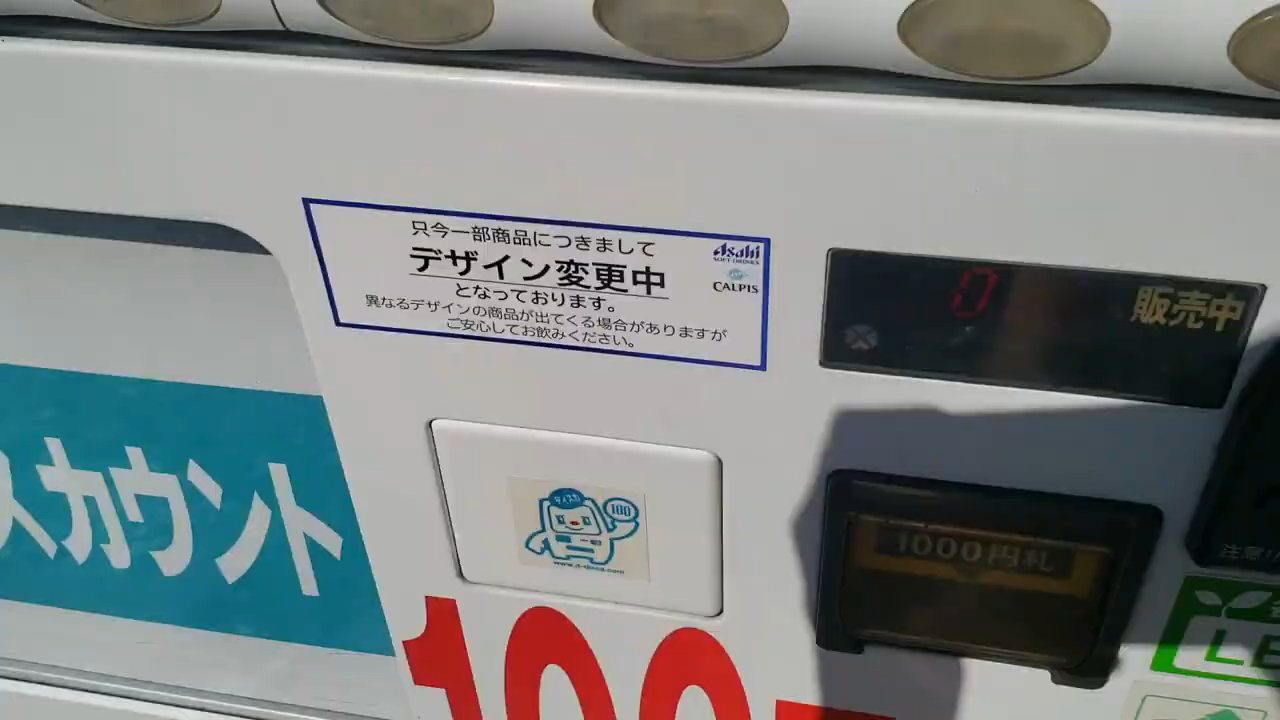 只今一部商品につきまして
デザイン変更中
となっております。
異なるデザインの商品が出てくる場合がありますが
ご安心してお飲みください。
Asahi
SOFT DRINKS
CALPIS
0
販売中
スカウント
100
1000円札
注意!
100